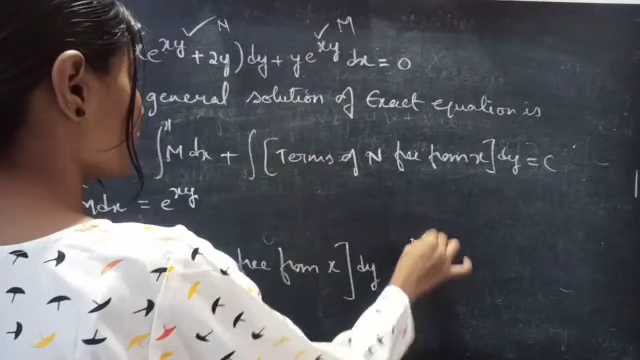 N M
e^{xy} + 2y) dy + y e^{xy} dx = 0
general solution of Exact equation is
∫^x M dx + ∫ [Terms of N free from x] dy = C
Mdx = e^{xy}
free from x] dy